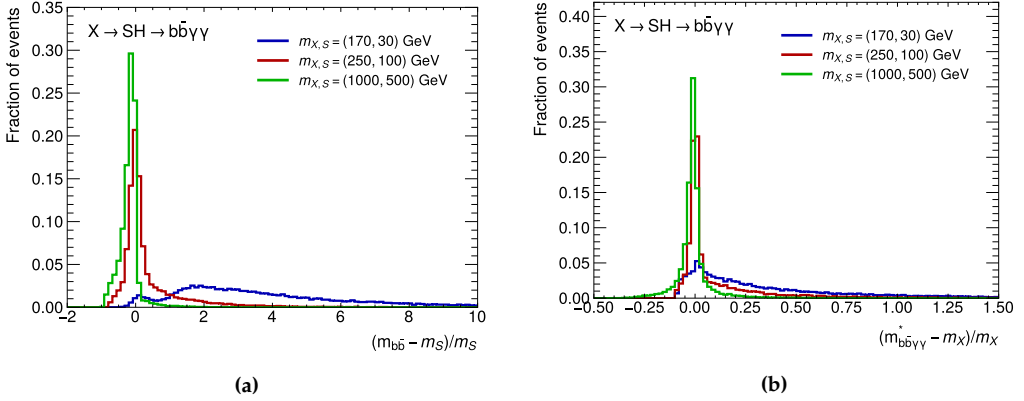 X → SH → bb̄γγ
m_{X,S} = (170, 30) GeV
m_{X,S} = (250, 100) GeV
m_{X,S} = (1000, 500) GeV
Fraction of events
0.30
0.25
0.20
0.15
0.10
0.05
0.00
−2 0 2 4 6 8 10
(m_{bb̄} − m_S)/m_S
(a)
X → SH → bb̄γγ
m_{X,S} = (170, 30) GeV
m_{X,S} = (250, 100) GeV
m_{X,S} = (1000, 500) GeV
Fraction of events
0.40
0.35
0.30
0.25
0.20
0.15
0.10
0.05
0.00
−0.50 −0.25 0.00 0.25 0.50 0.75 1.00 1.25 1.50
(m*_{bb̄γγ} − m_X)/m_X
(b)